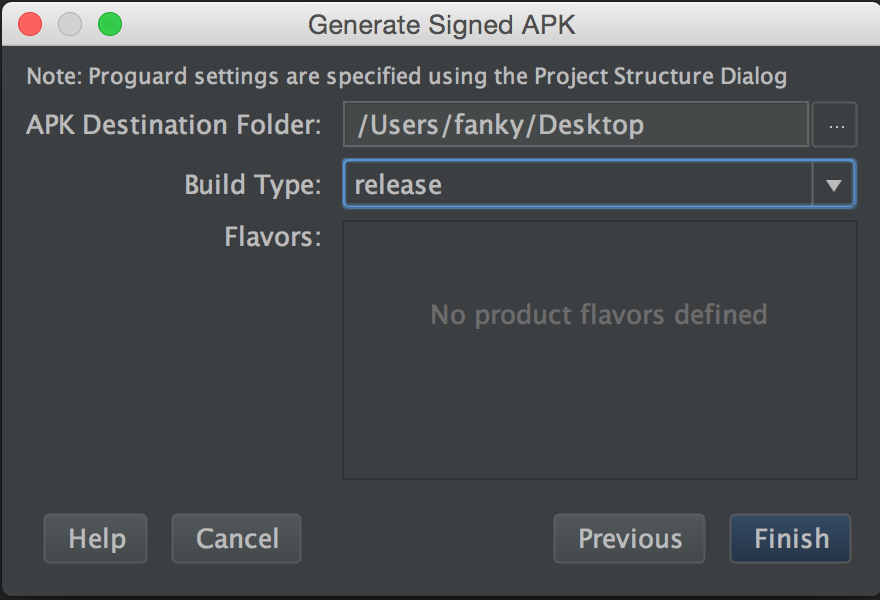 Generate Signed APK
Note: Proguard settings are specified using the Project Structure Dialog
APK Destination Folder: /Users/fanky/Desktop ...
Build Type: release
Flavors:
No product flavors defined
Help Cancel Previous Finish